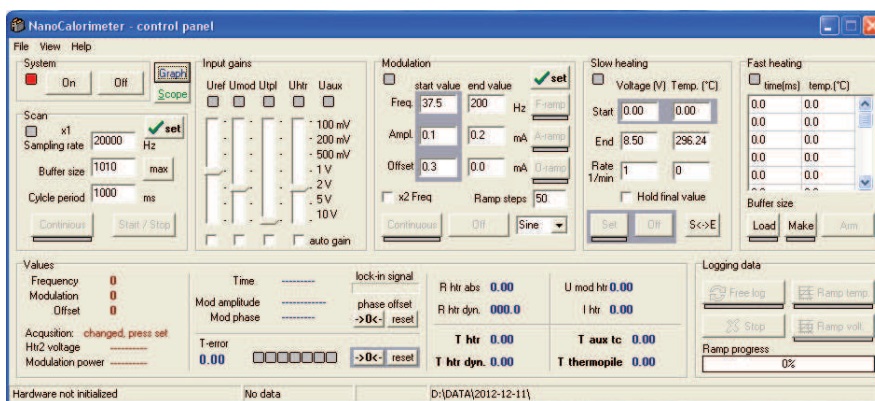 NanoCalorimeter - control panel
File View Help
System
On Off
Graph
Scope
Scan
x1
set
Sampling rate 20000 Hz
Buffer size 1010 max
Cylcle period 1000 ms
Continious Start / Stop
Input gains
Uref Umod Utpl Uhtr Uaux
100 mV
200 mV
500 mV
1 V
2 V
5 V
10 V
auto gain
Modulation
start value end value set
Freq. 37.5 200 Hz F-ramp
Ampl. 0.1 0.2 mA A-ramp
Offset 0.3 0.0 mA O-ramp
x2 Freq Ramp steps 50
Continuous Off Sine
Slow heating
Voltage (V) Temp. (°C)
Start 0.00 0.00
End 8.50 296.24
Rate 1 0
1/min
Hold final value
Set Off S<->E
Fast heating
time(ms) temp.(°C)
0.0 0.0
0.0 0.0
0.0 0.0
0.0 0.0
0.0 0.0
Buffer size
Load Make Arm
Values
Frequency 0
Modulation 0
Offset 0
Acqusition: changed, press set
Htr2 voltage ----------
Modulation power ----------
Time ----------
Mod amplitude ------------
Mod phase ----------
lock-in signal
phase offset
->0<- reset
T-error
0.00
->0<- reset
R htr abs 0.00
R htr dyn. 000.0
U mod htr 0.00
I htr 0.00
T htr 0.00
T htr dyn. 0.00
T aux tc 0.00
T thermopile 0.00
Logging data
Free log Ramp temp
Stop Ramp volt.
Ramp progress
0%
Hardware not initialized No data D:\DATA\2012-12-11\